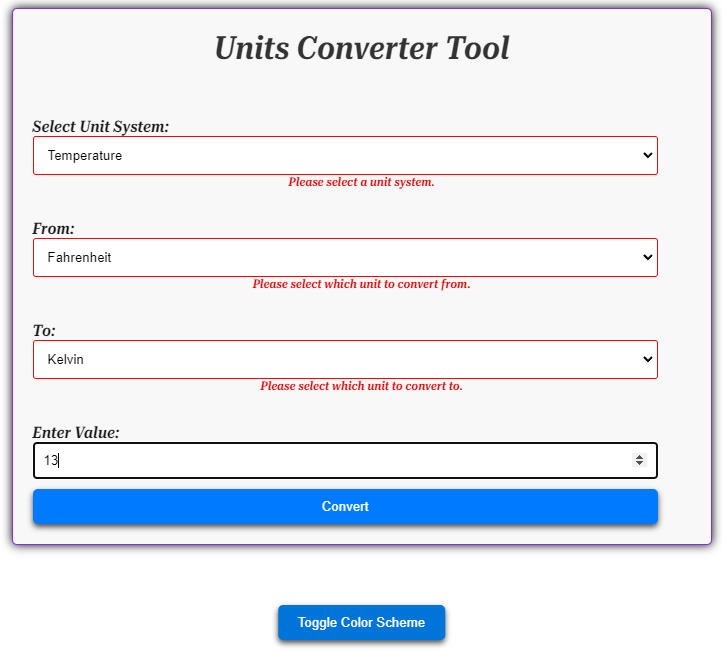 Units Converter Tool
Select Unit System:
Temperature
Please select a unit system.
From:
Fahrenheit
Please select which unit to convert from.
To:
Kelvin
Please select which unit to convert to.
Enter Value:
13
Convert
Toggle Color Scheme